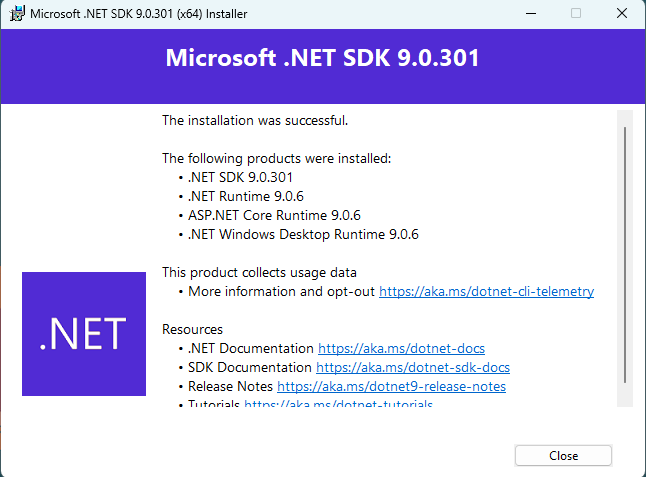 Microsoft .NET SDK 9.0.301 (x64) Installer
Microsoft .NET SDK 9.0.301
The installation was successful.
The following products were installed:
• .NET SDK 9.0.301
• .NET Runtime 9.0.6
• ASP.NET Core Runtime 9.0.6
• .NET Windows Desktop Runtime 9.0.6
This product collects usage data
• More information and opt-out https://aka.ms/dotnet-cli-telemetry
.NET
Resources
• .NET Documentation https://aka.ms/dotnet-docs
• SDK Documentation https://aka.ms/dotnet-sdk-docs
• Release Notes https://aka.ms/dotnet9-release-notes
• Tutorials https://aka.ms/dotnet-tutorials
Close